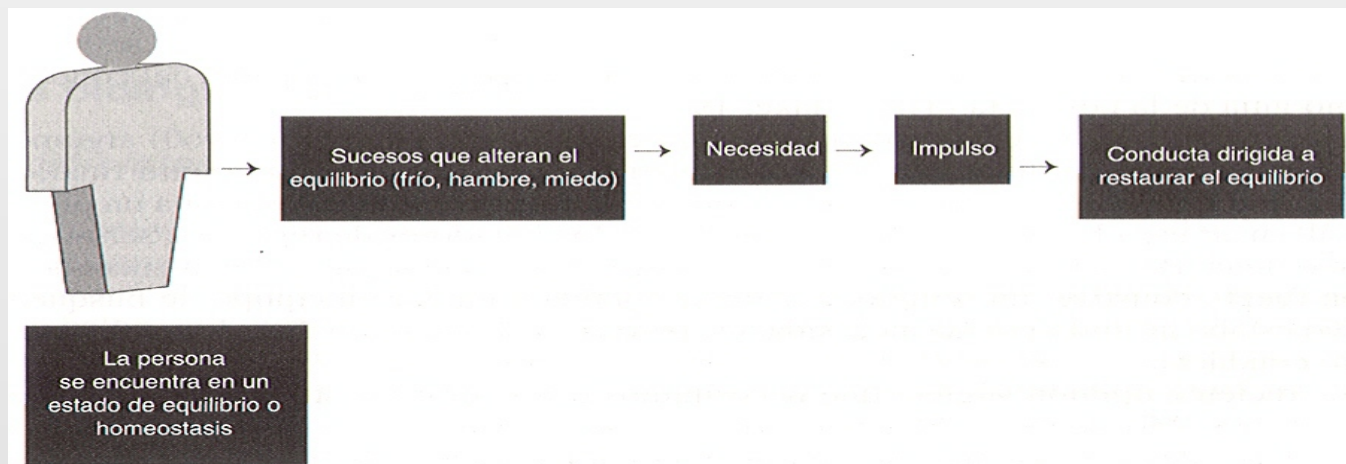 Sucesos que alteran el
equilibrio (frío, hambre, miedo)
Necesidad
Impulso
Conducta dirigida a
restaurar el equilibrio
La persona
se encuentra en un
estado de equilibrio o
homeostasis